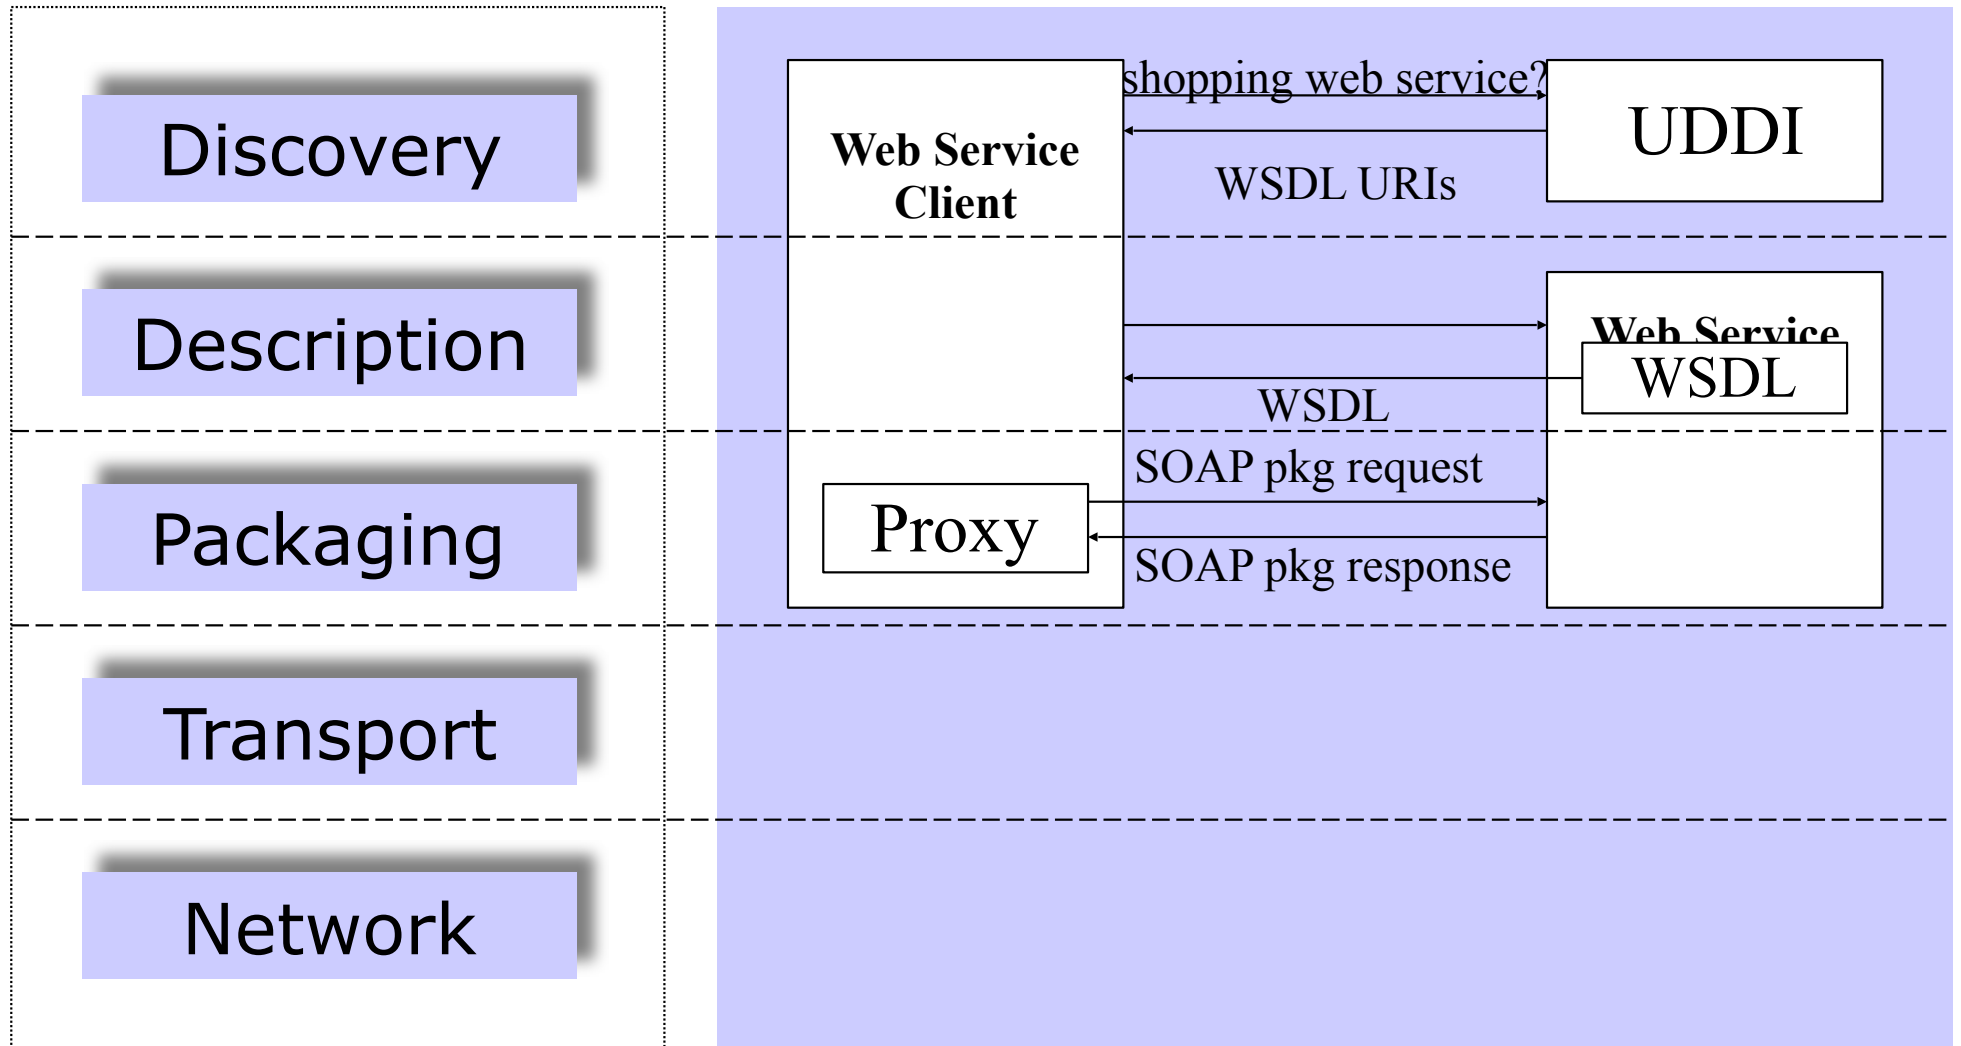 Discovery
Web Service
Client
shopping web service?
WSDL URIs
UDDI
Description
Web Service
WSDL
WSDL
Packaging
Proxy
SOAP pkg request
SOAP pkg response
Transport
Network